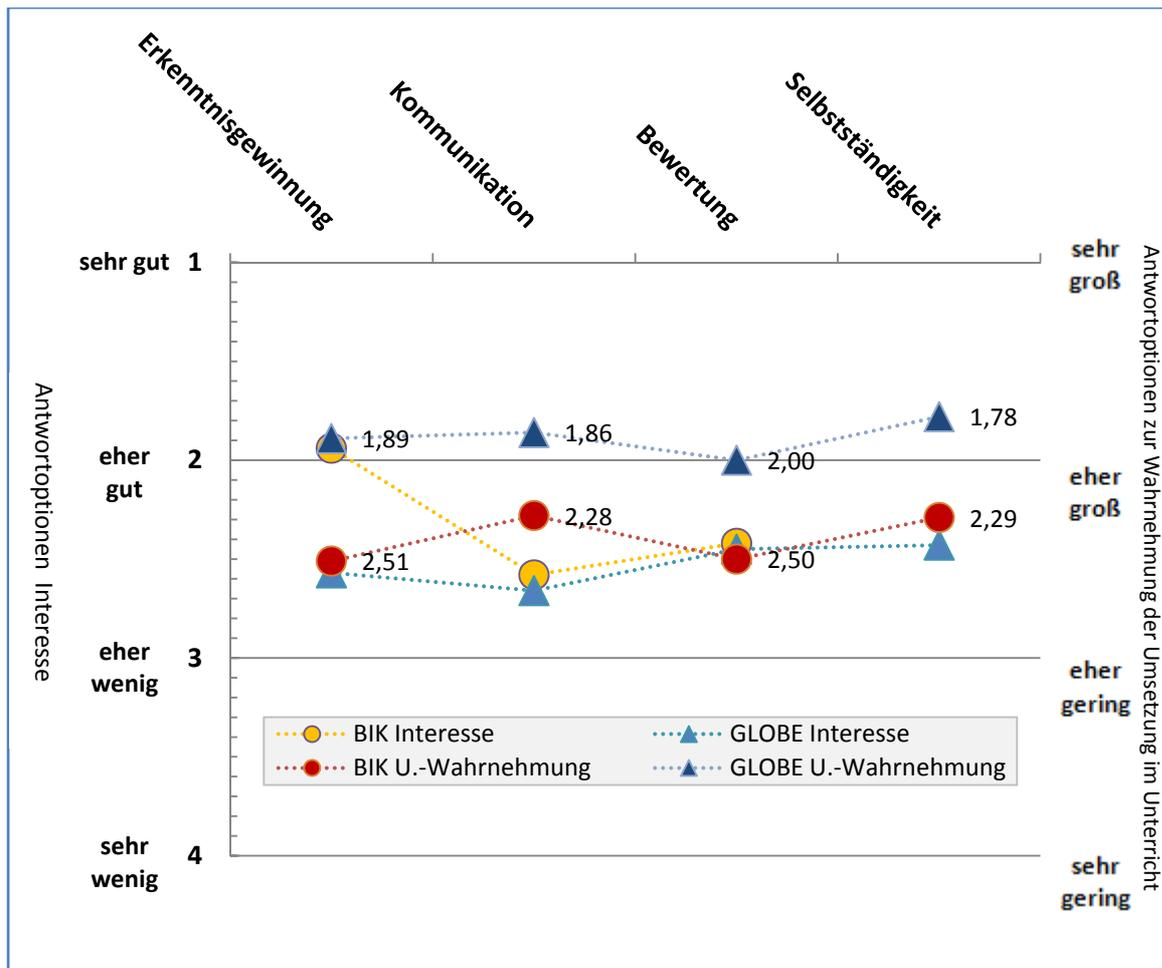 Erkenntnisgewinnung
Kommunikation
Bewertung
Selbstständigkeit
sehr gut 1
eher
gut
2
eher
wenig
3
sehr
wenig
4
Antwortoptionen Interesse
sehr
groß
eher
groß
eher
gering
sehr
gering
Antwortoptionen zur Wahrnehmung der Umsetzung im Unterricht
1,89
1,86
2,00
1,78
2,51
2,28
2,50
2,29
BIK Interesse
GLOBE Interesse
BIK U.-Wahrnehmung
GLOBE U.-Wahrnehmung